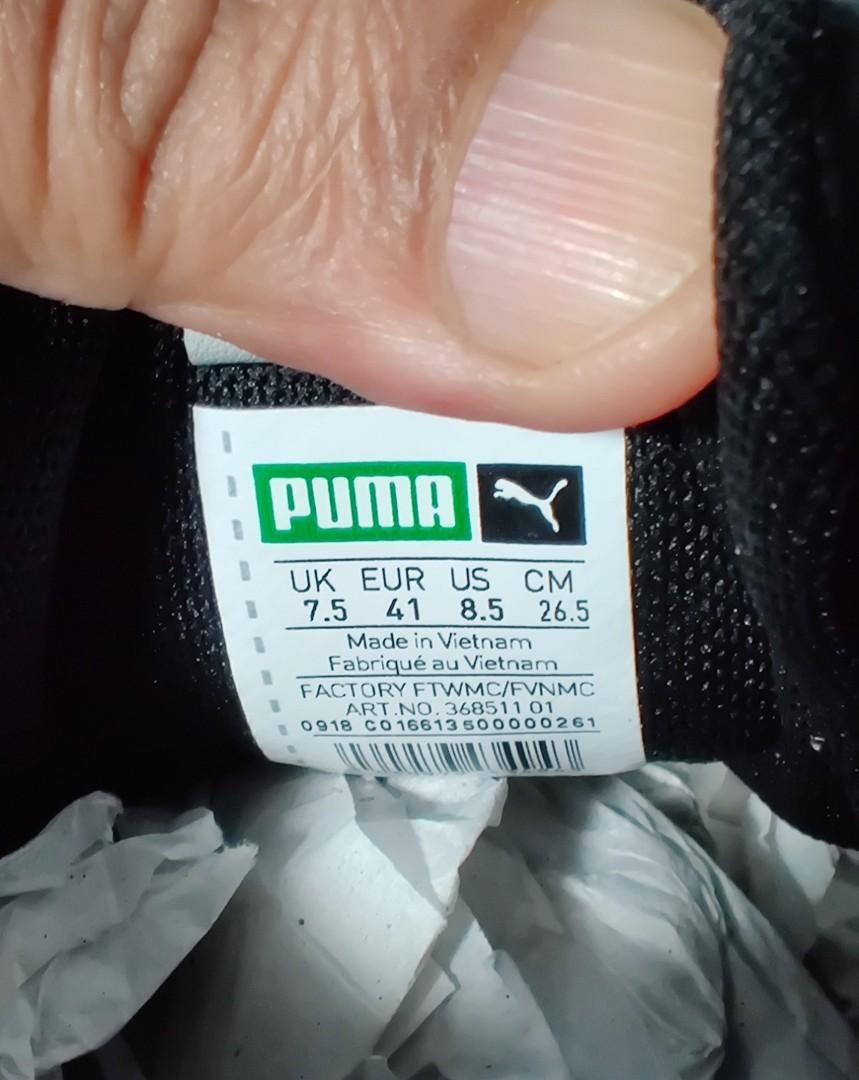 PUMA
UK EUR US CM
7.5 41 8.5 26.5
Made in Vietnam
Fabriqué au Vietnam
FACTORY FTWMC/FVNMC
ART.NO. 368511 01
0918 C016613500000261